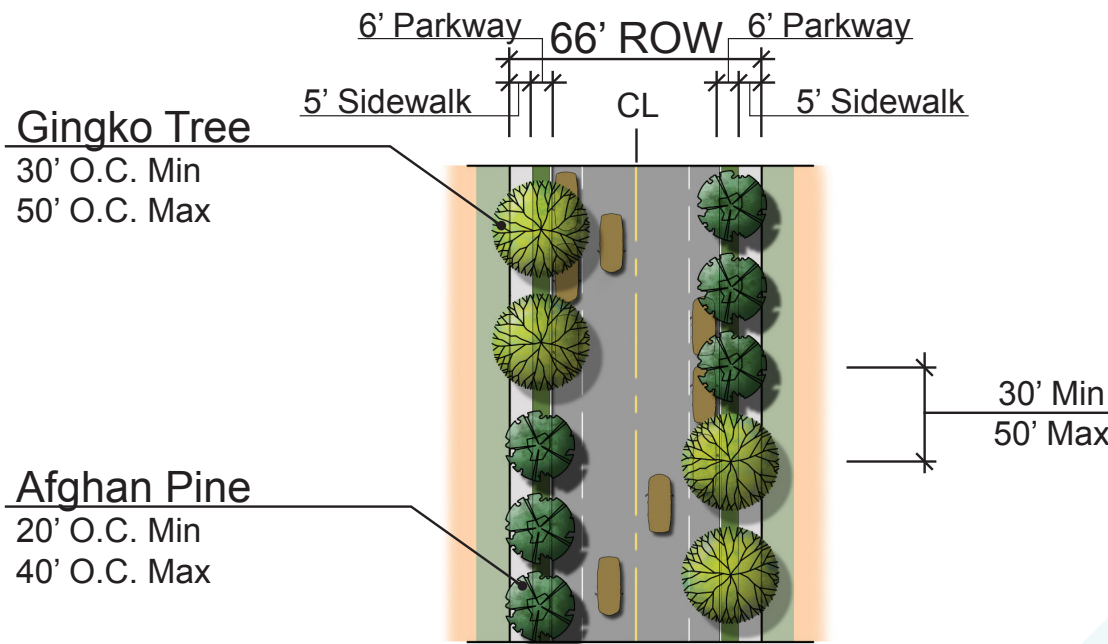 6’ Parkway
66’ ROW
6’ Parkway
5’ Sidewalk
CL
5’ Sidewalk
Gingko Tree
30’ O.C. Min
50’ O.C. Max
30’ Min
50’ Max
Afghan Pine
20’ O.C. Min
40’ O.C. Max